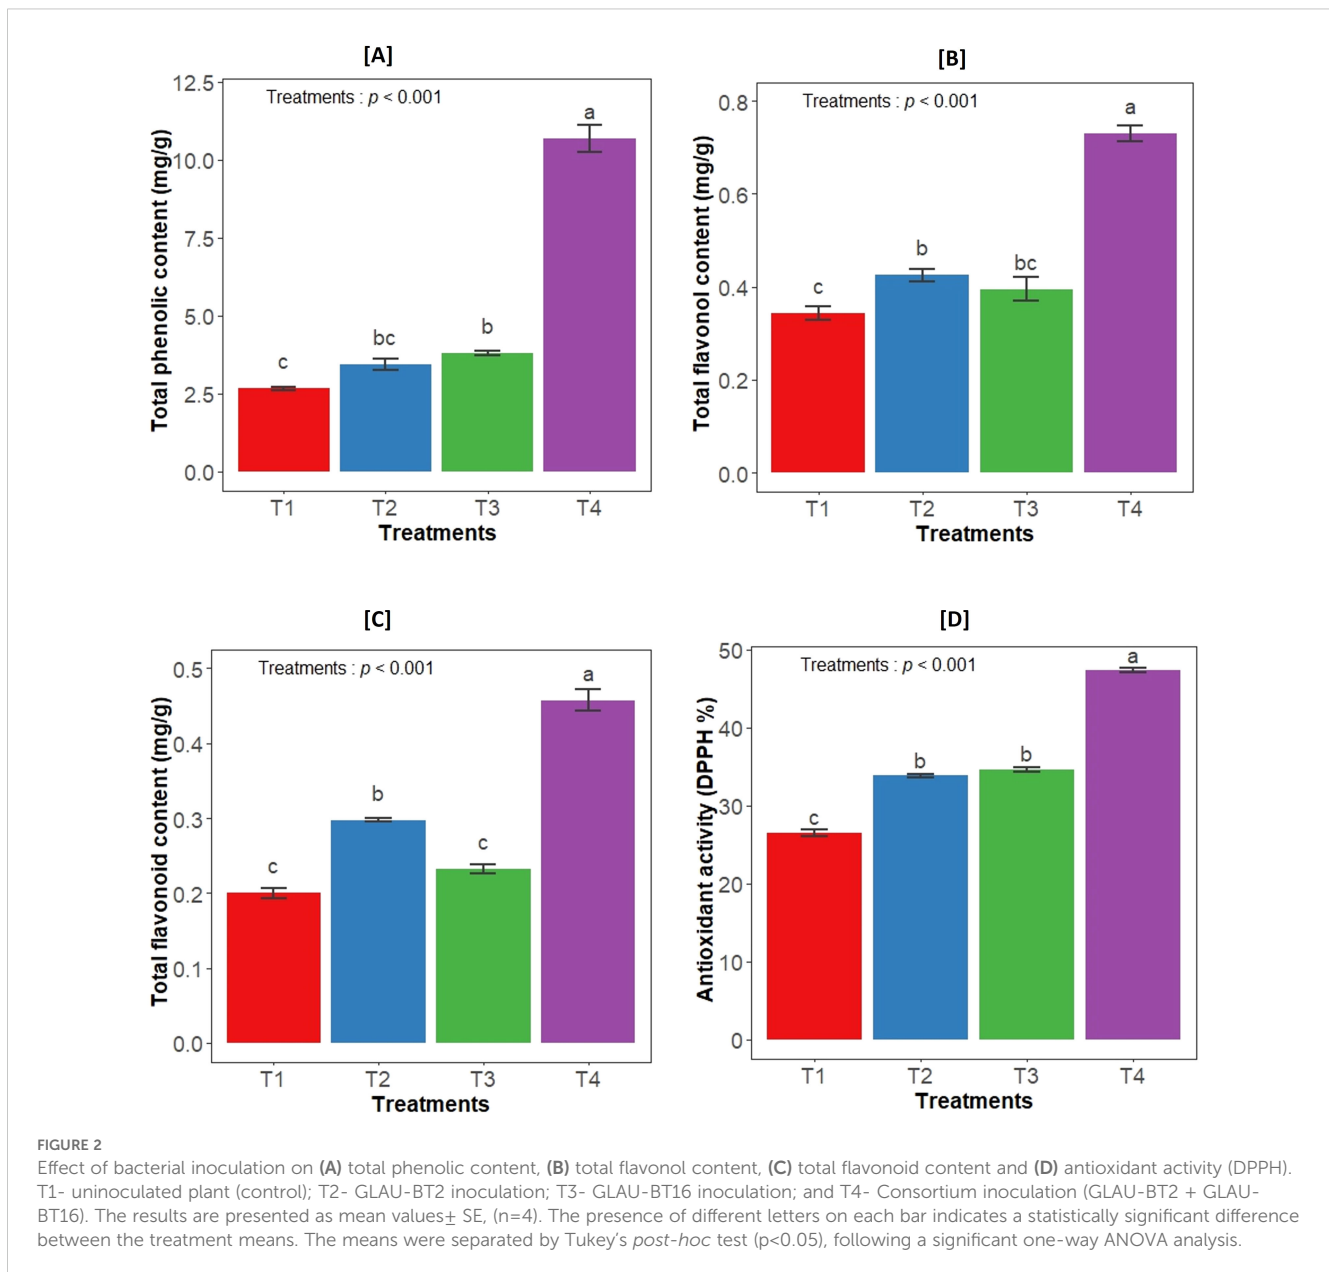 [A]
Treatments : p < 0.001
Total phenolic content (mg/g)
12.5
10.0
7.5
5.0
2.5
0.0
c
bc
b
a
T1 T2 T3 T4
Treatments
[B]
Treatments : p < 0.001
Total flavonol content (mg/g)
0.8
0.6
0.4
0.2
0.0
c
b
bc
a
T1 T2 T3 T4
Treatments
[C]
Treatments : p < 0.001
Total flavonoid content (mg/g)
0.5
0.4
0.3
0.2
0.1
0.0
c
b
c
a
T1 T2 T3 T4
Treatments
[D]
Treatments : p < 0.001
Antioxidant activity (DPPH %)
50
40
30
20
10
0
c
b
b
a
T1 T2 T3 T4
Treatments
FIGURE 2
Effect of bacterial inoculation on (A) total phenolic content, (B) total flavonol content, (C) total flavonoid content and (D) antioxidant activity (DPPH).
T1- uninoculated plant (control); T2- GLAU-BT2 inoculation; T3- GLAU-BT16 inoculation; and T4- Consortium inoculation (GLAU-BT2 + GLAU-
BT16). The results are presented as mean values± SE, (n=4). The presence of different letters on each bar indicates a statistically significant difference
between the treatment means. The means were separated by Tukey’s post-hoc test (p<0.05), following a significant one-way ANOVA analysis.